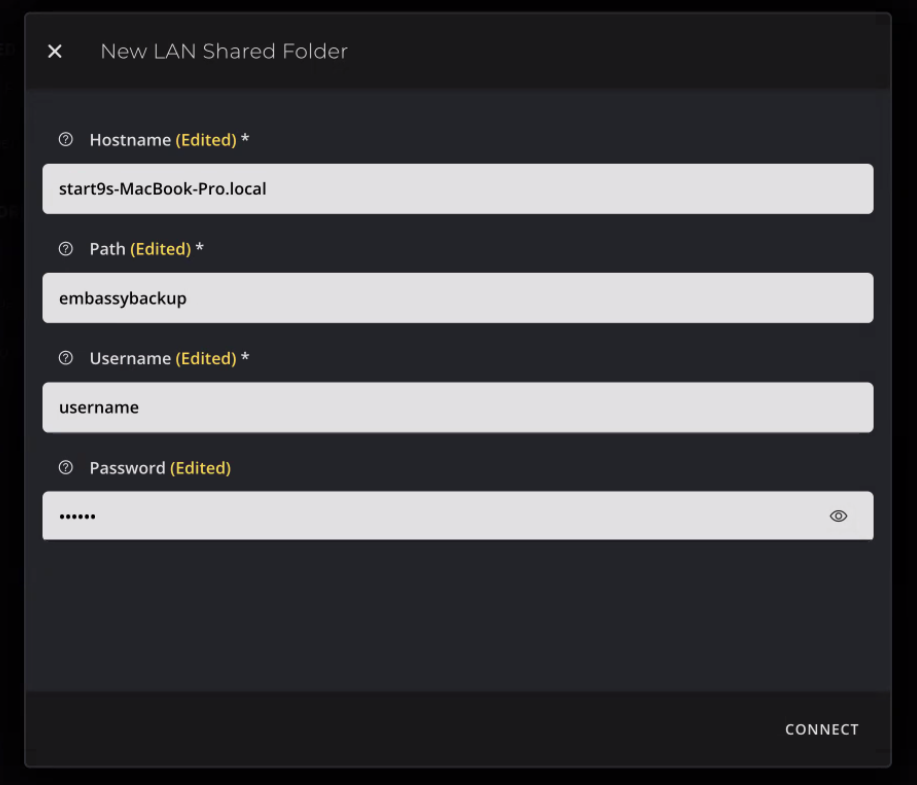 New LAN Shared Folder
Hostname (Edited) *
start9s-MacBook-Pro.local
Path (Edited) *
embassybackup
Username (Edited) *
username
Password (Edited)
••••••
CONNECT